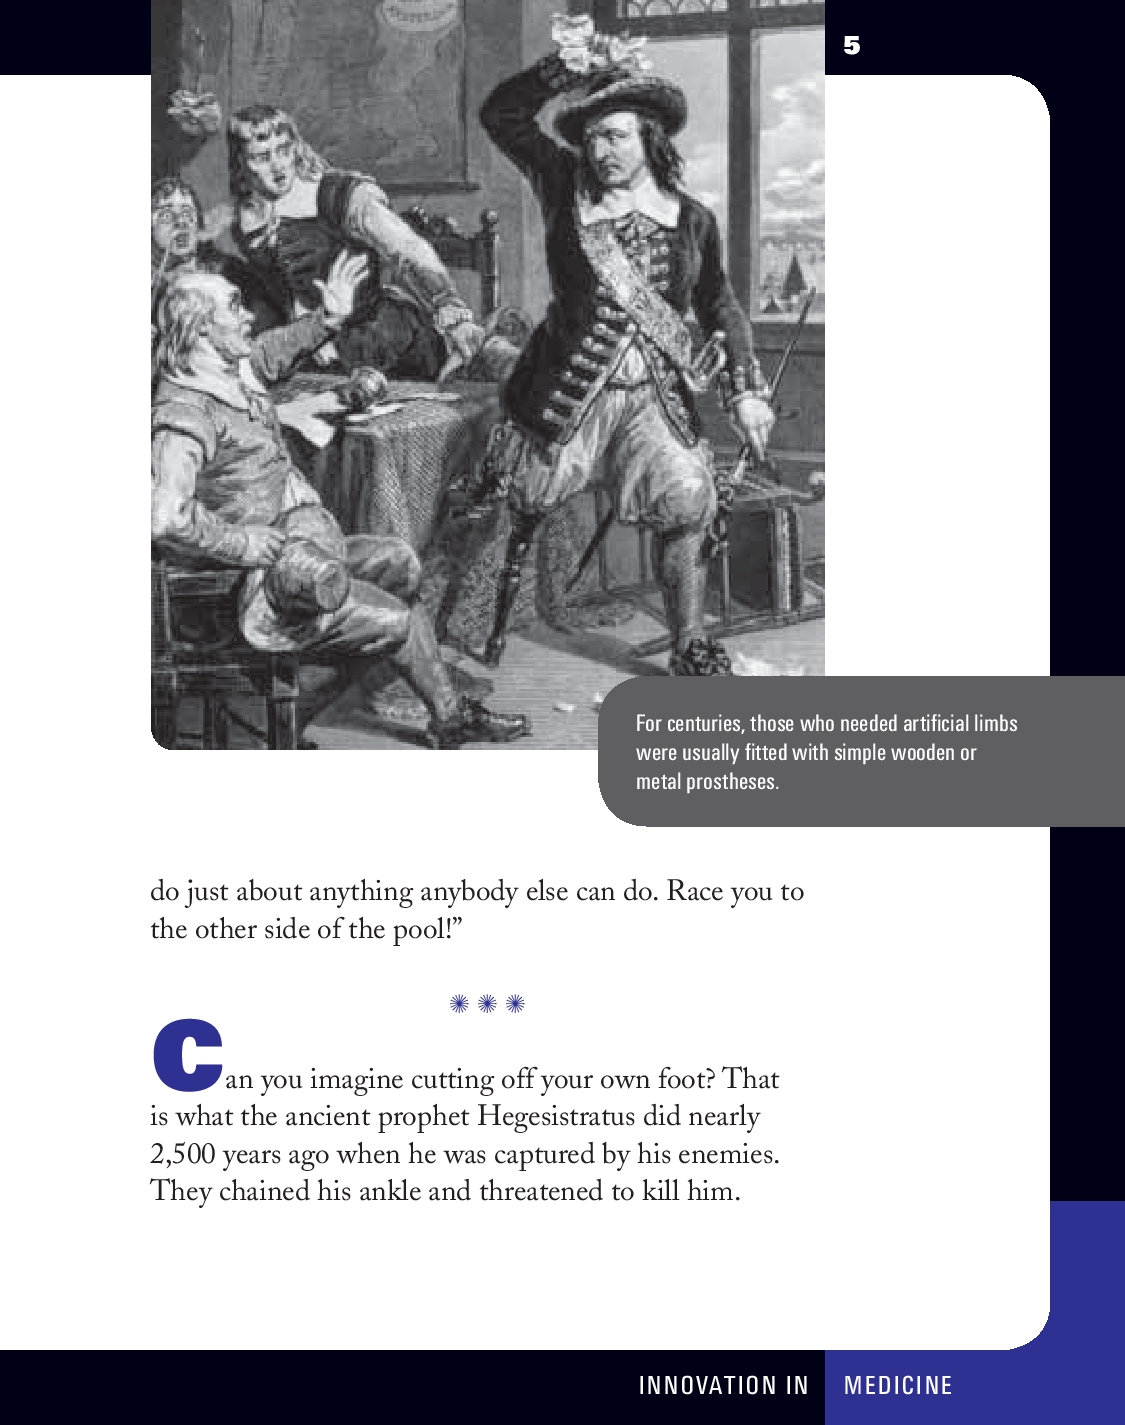 5
For centuries, those who needed artificial limbs
were usually fitted with simple wooden or
metal prostheses.
do just about anything anybody else can do. Race you to
the other side of the pool!”
Can you imagine cutting off your own foot? That
is what the ancient prophet Hegesistratus did nearly
2,500 years ago when he was captured by his enemies.
They chained his ankle and threatened to kill him.
INNOVATION IN MEDICINE